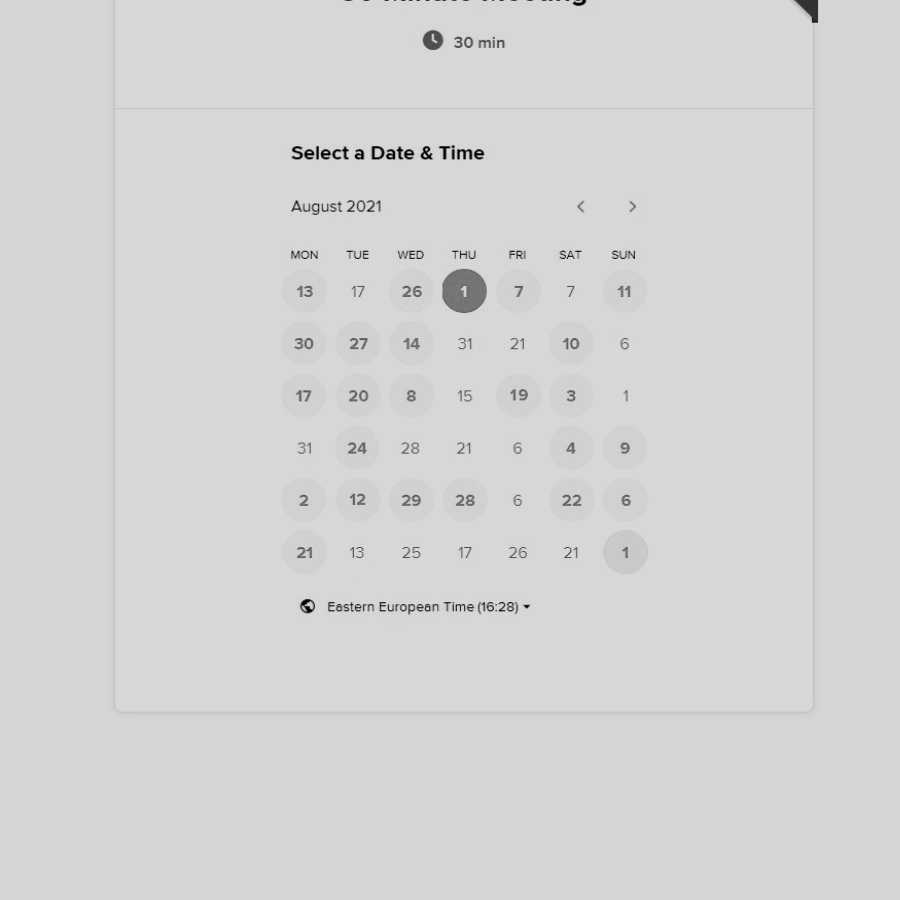 30 min
Select a Date & Time
August 2021
MON TUE WED THU FRI SAT SUN
13 17 26 1 7 7 11
30 27 14 31 21 10 6
17 20 8 15 19 3 1
31 24 28 21 6 4 9
2 12 29 28 6 22 6
21 13 25 17 26 21 1
Eastern European Time (16:28)